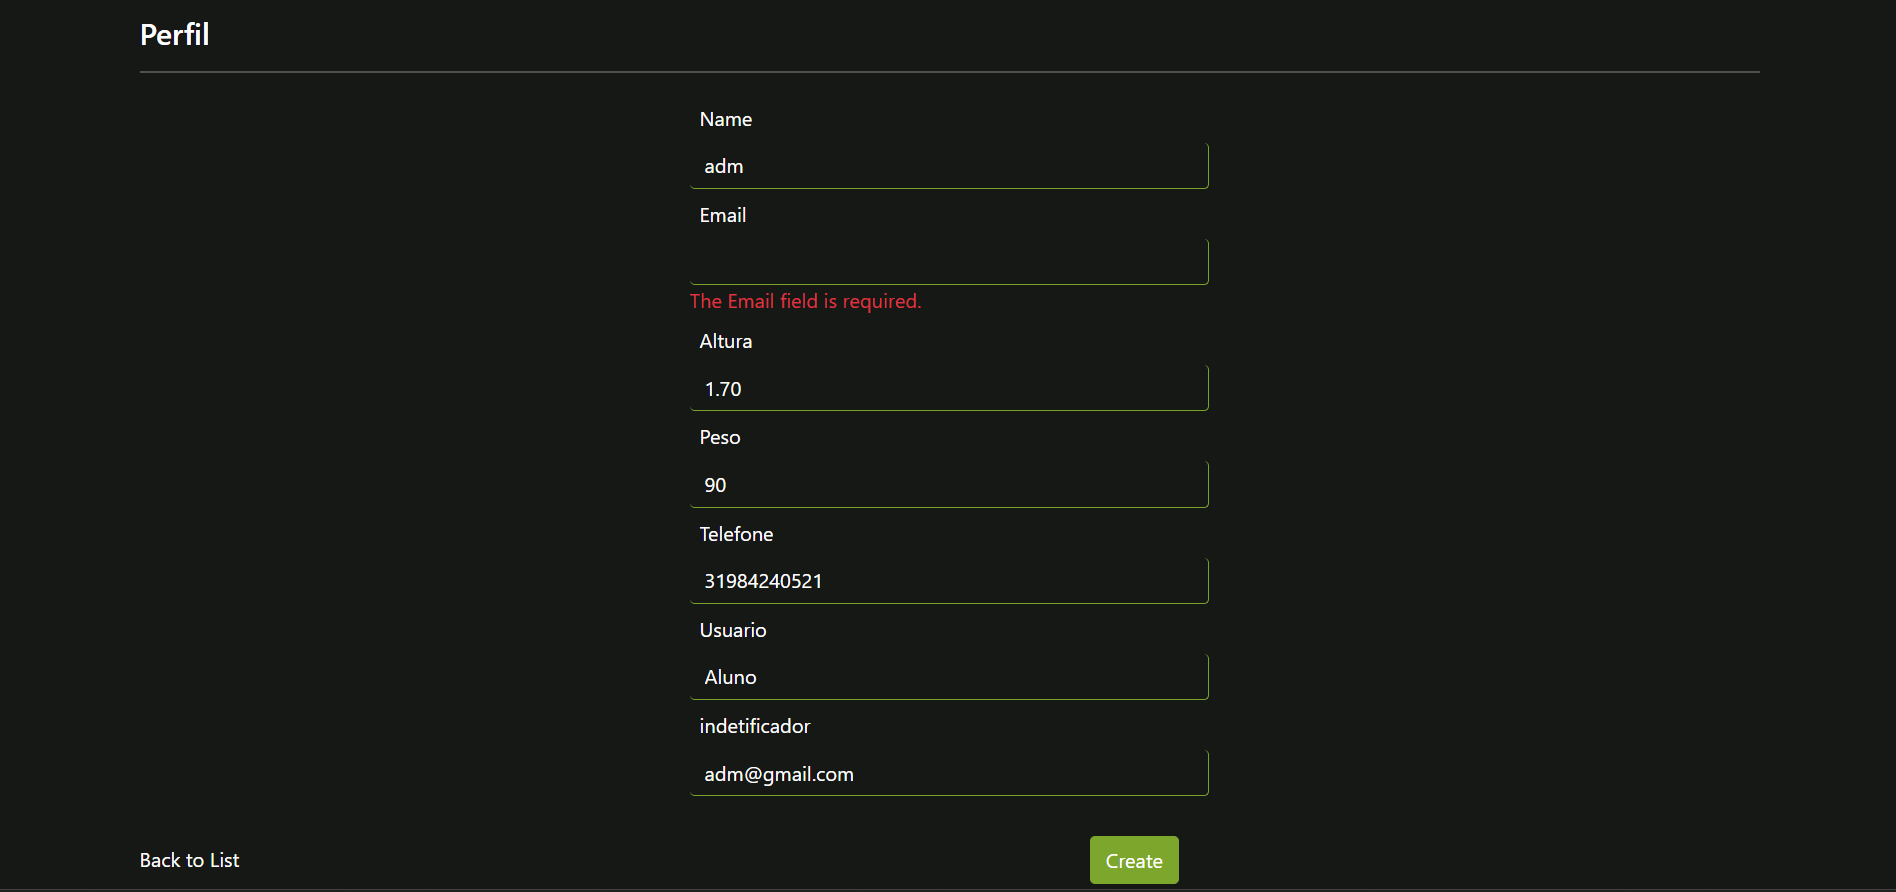 Perfil
Name
adm
Email
The Email field is required.
Altura
1.70
Peso
90
Telefone
31984240521
Usuario
Aluno
indetificador
adm@gmail.com
Back to List
Create